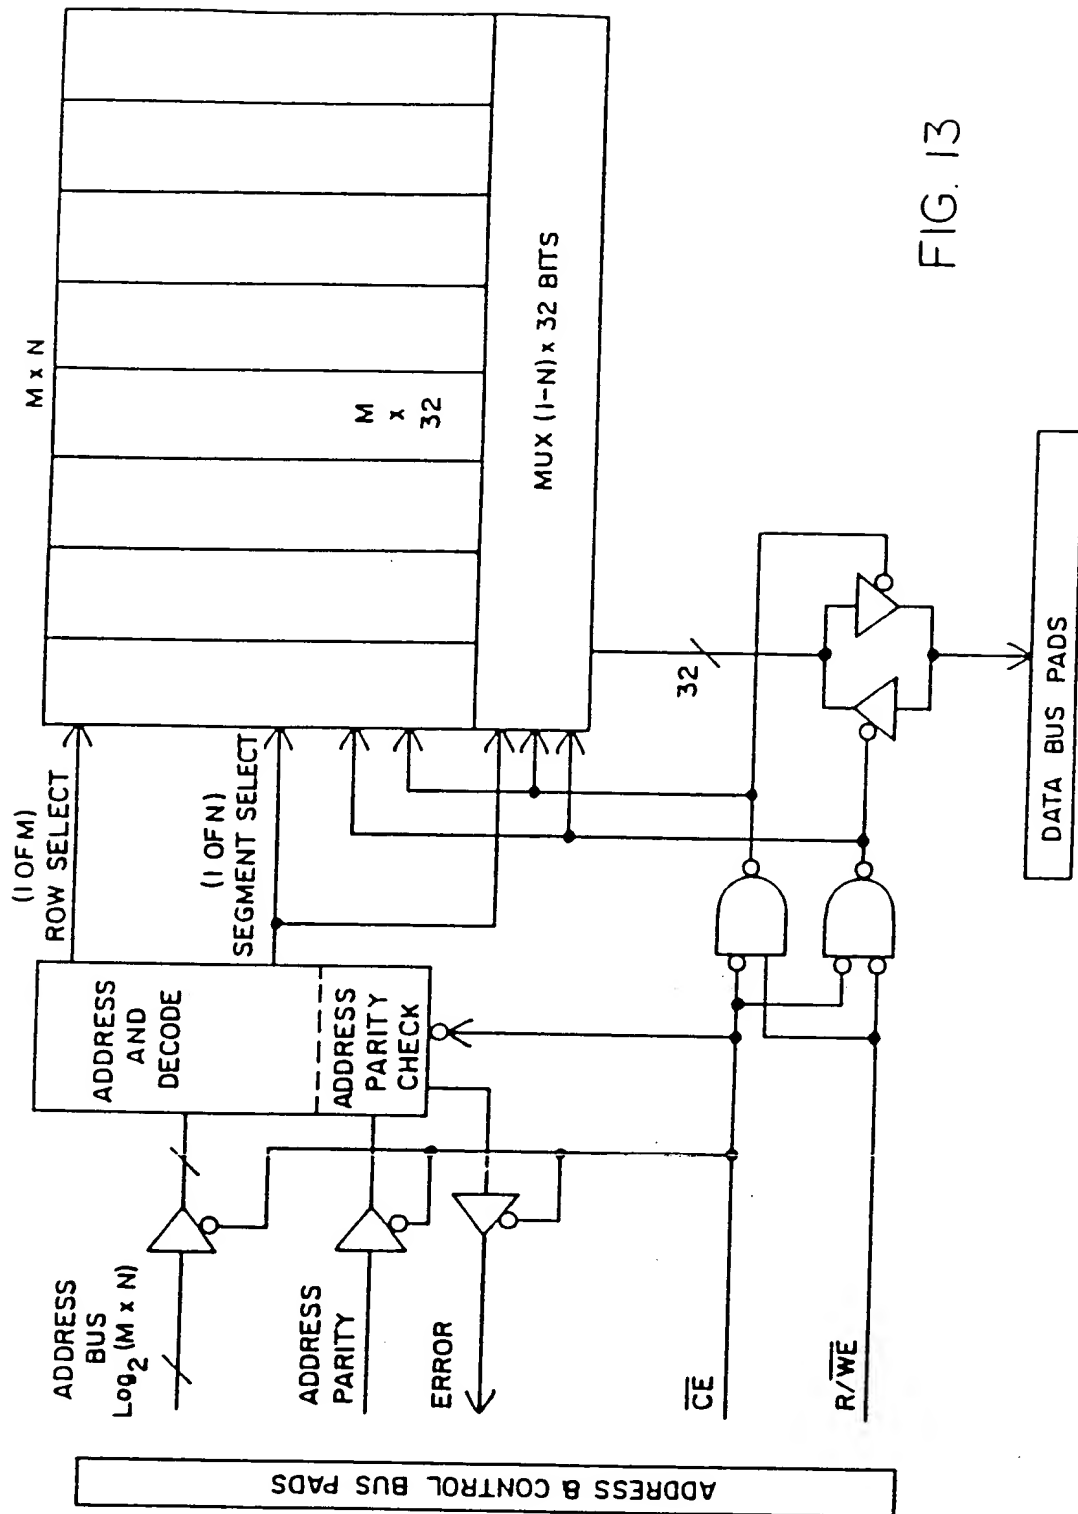 M x N
M
x
32
MUX (1-N) x 32 BITS
(1 OF M)
ROW SELECT
(1 OF N)
SEGMENT SELECT
ADDRESS
AND
DECODE
ADDRESS
PARITY
CHECK
ADDRESS
BUS
Log2 (M x N)
ADDRESS
PARITY
ERROR
CE
R/WE
32
ADDRESS & CONTROL BUS PADS
DATA BUS PADS
FIG. 13